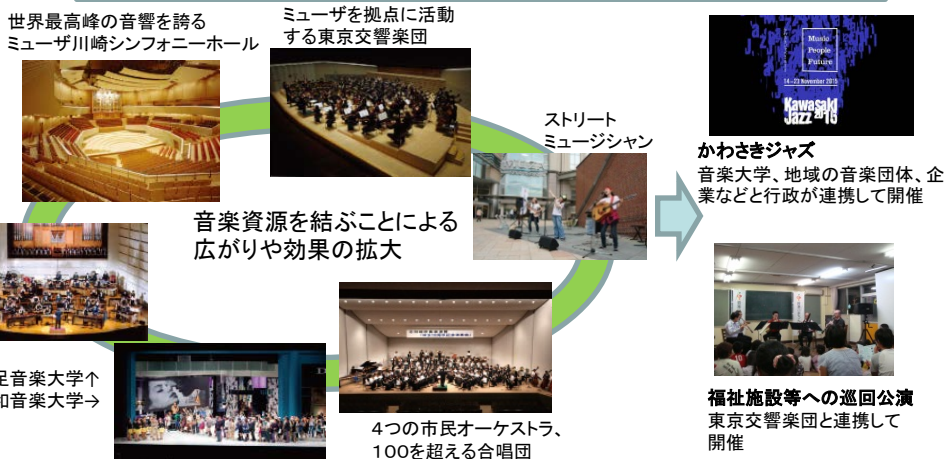 世界最高峰の音響を誇る
ミューザ川崎シンフォニーホール
ミューザを拠点に活動
する東京交響楽団
ストリート
ミュージシャン
音楽資源を結ぶことによる
広がりや効果の拡大
足音楽大学↑
和音楽大学→
4つの市民オーケストラ、
100を超える合唱団
Music
People
Future
14-23 November 2015
Kawasaki
Jazz 2015
かわさきジャズ
音楽大学、地域の音楽団体、企
業などと行政が連携して開催
福祉施設等への巡回公演
東京交響楽団と連携して
開催